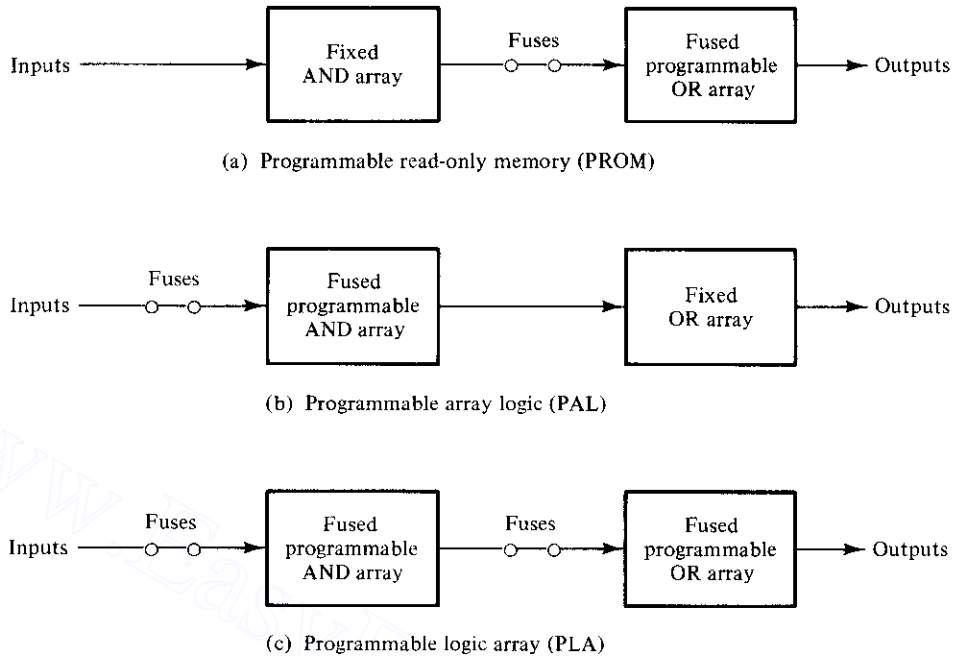 Inputs
Fixed
AND array
Fuses
Fused
programmable
OR array
Outputs
(a) Programmable read-only memory (PROM)
Inputs
Fuses
Fused
programmable
AND array
Fixed
OR array
Outputs
(b) Programmable array logic (PAL)
Inputs
Fuses
Fused
programmable
AND array
Fuses
Fused
programmable
OR array
Outputs
(c) Programmable logic array (PLA)